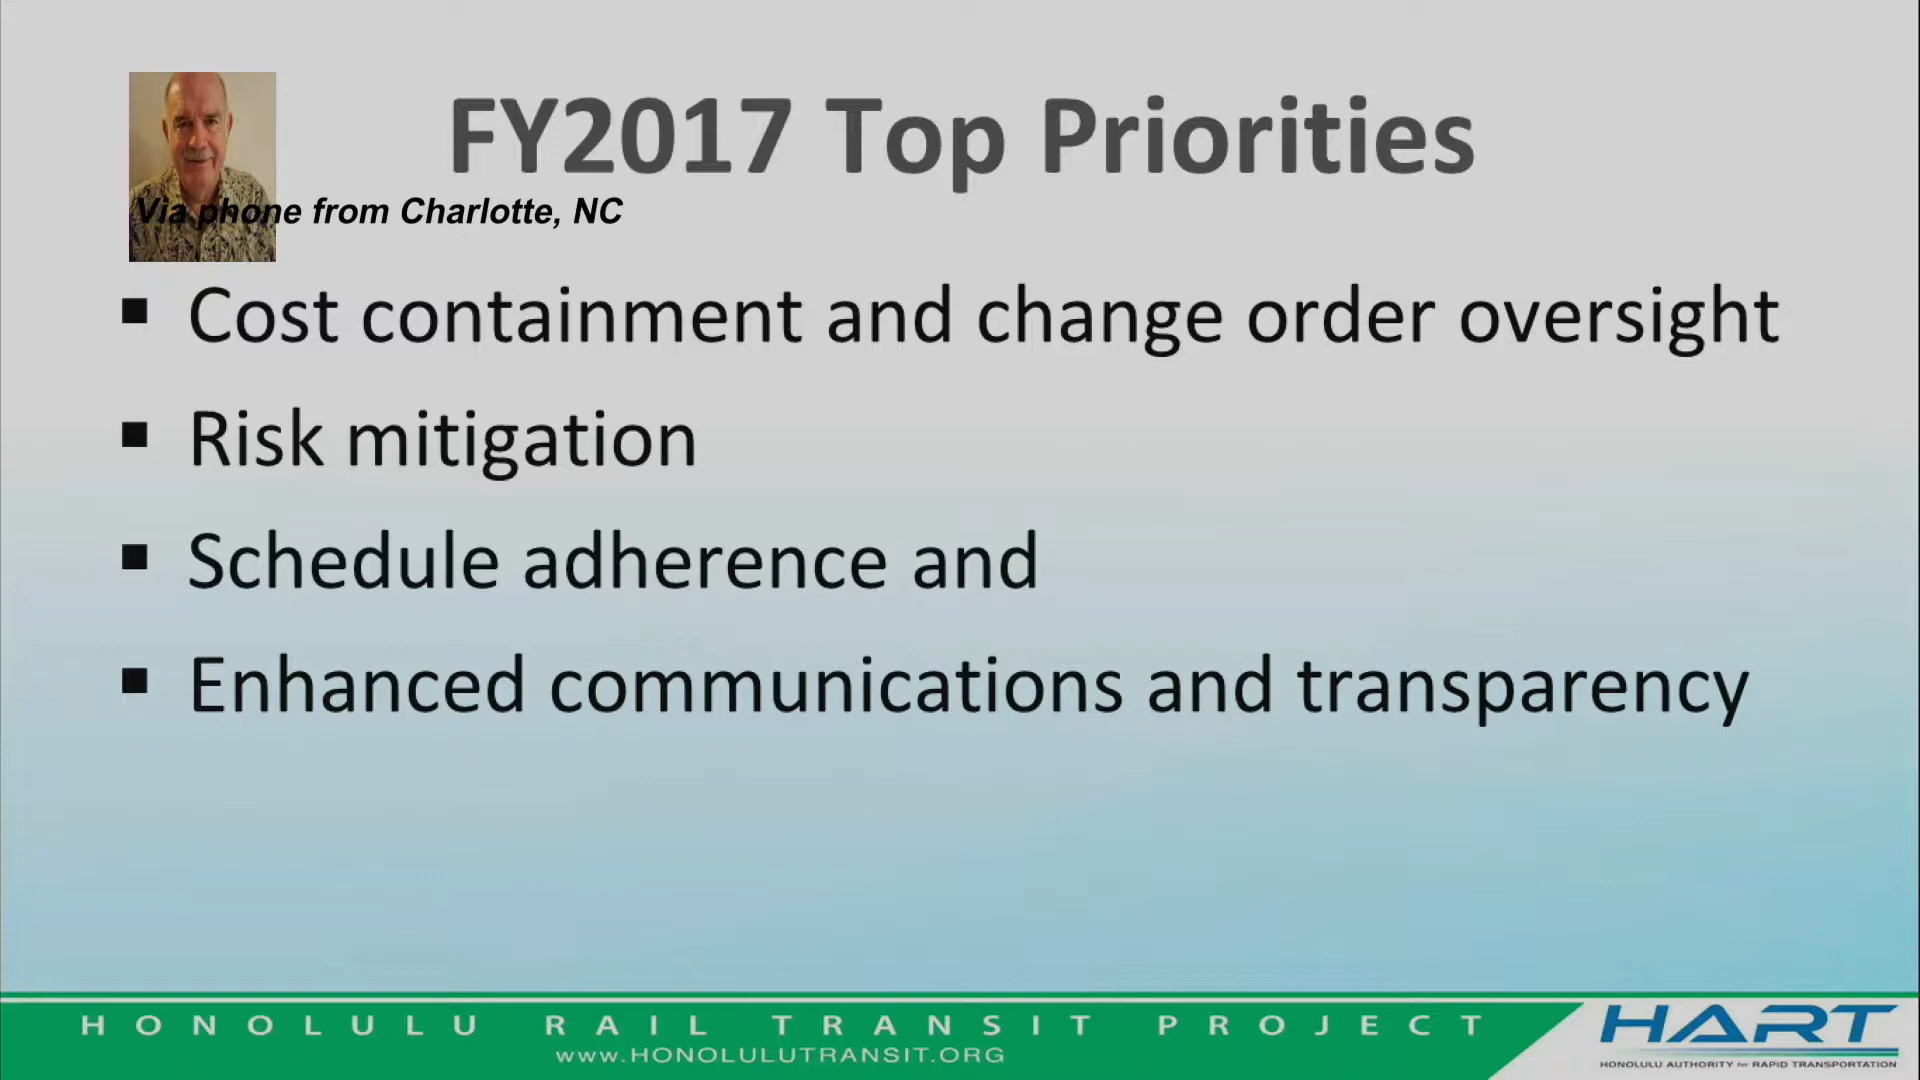 FY2017 Top Priorities
Via phone from Charlotte, NC
▪ Cost containment and change order oversight
▪ Risk mitigation
▪ Schedule adherence and
▪ Enhanced communications and transparency
HONOLULU RAIL TRANSIT PROJECT
www.HONOLULUTRANSIT.ORG
HART
HONOLULU AUTHORITY for RAPID TRANSPORTATION